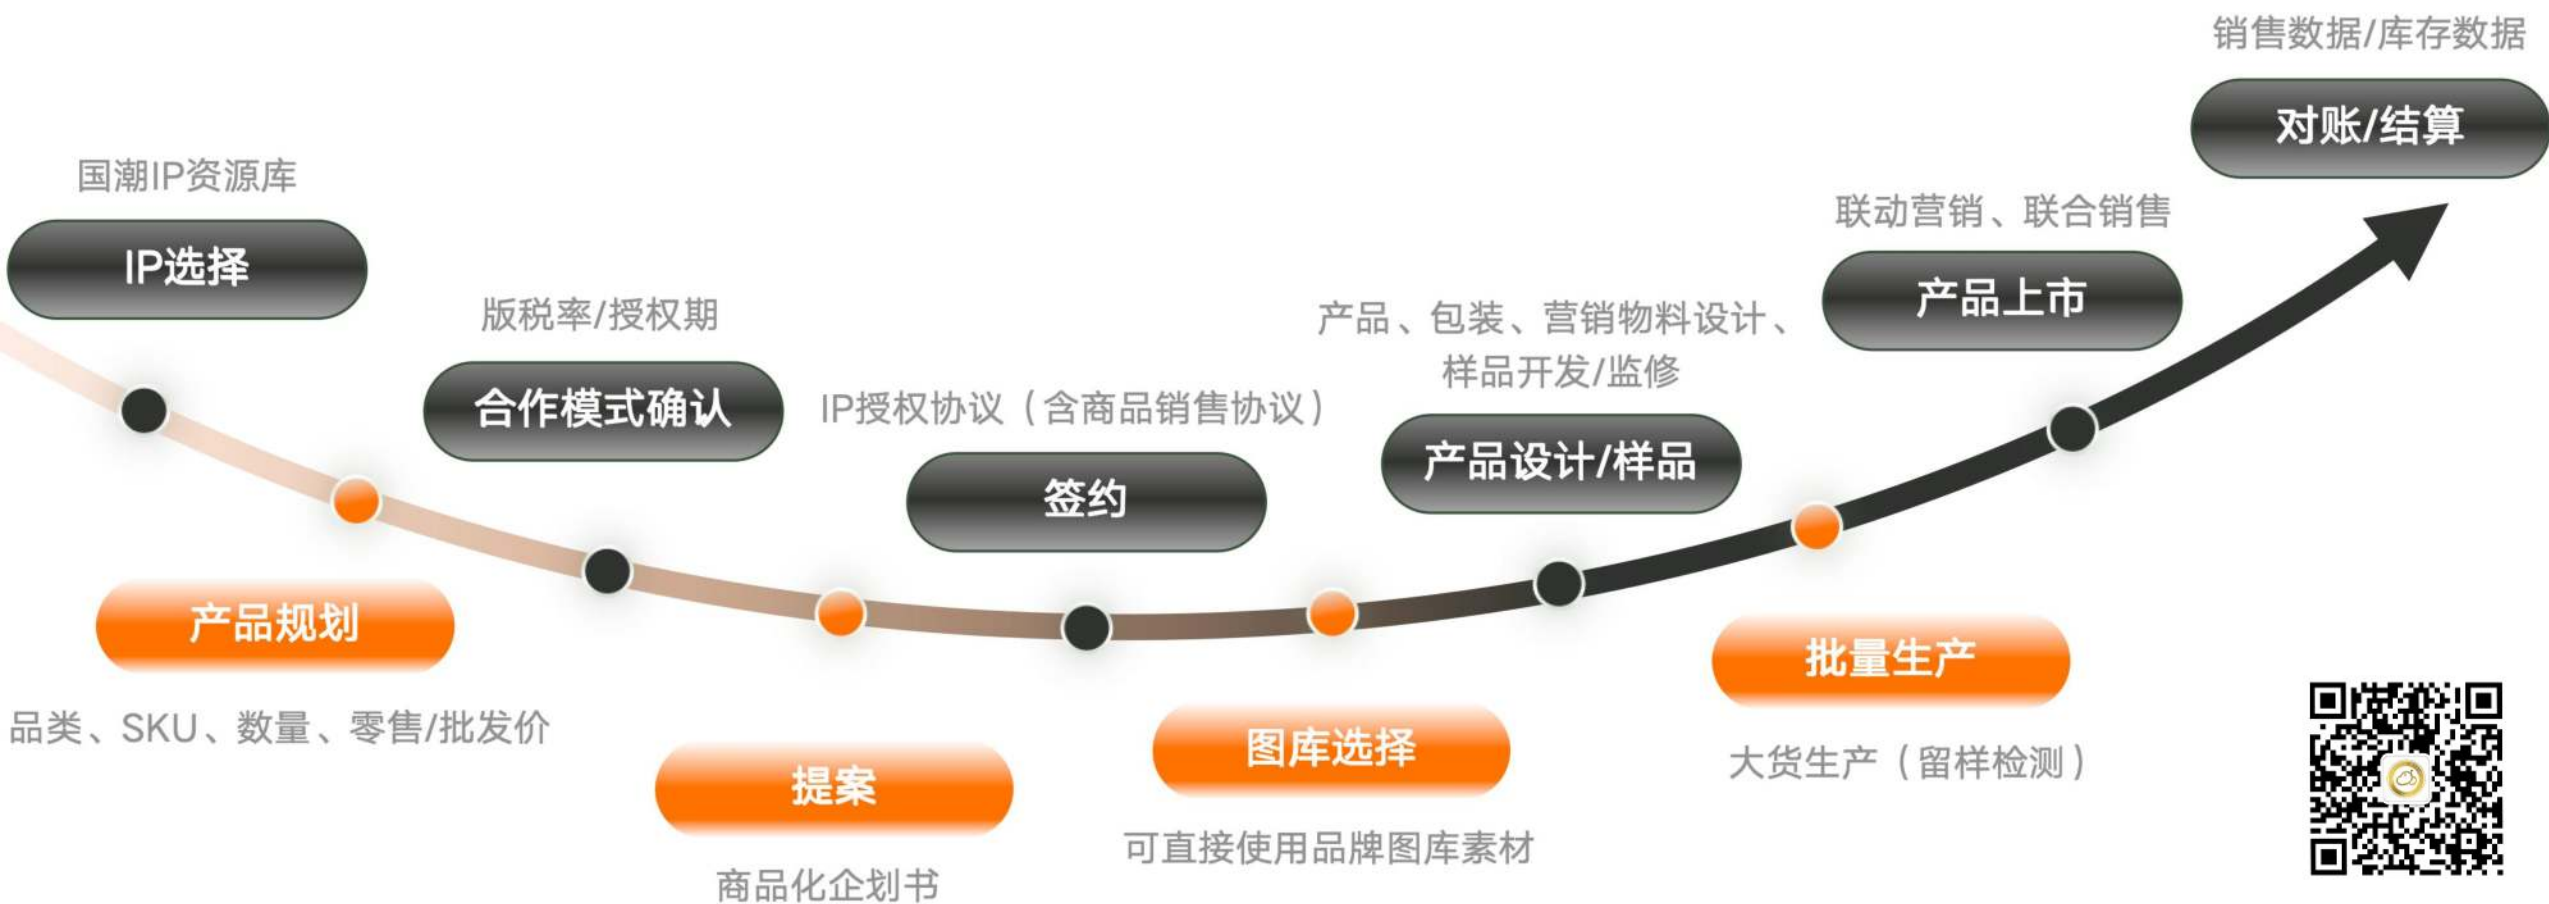 国潮IP资源库
IP选择
产品规划
品类、SKU、数量、零售/批发价
版税率/授权期
合作模式确认
提案
商品化企划书
IP授权协议（含商品销售协议）
签约
图库选择
可直接使用品牌图库素材
产品、包装、营销物料设计、
样品开发/监修
产品设计/样品
批量生产
大货生产（留样检测）
联动营销、联合销售
产品上市
销售数据/库存数据
对账/结算